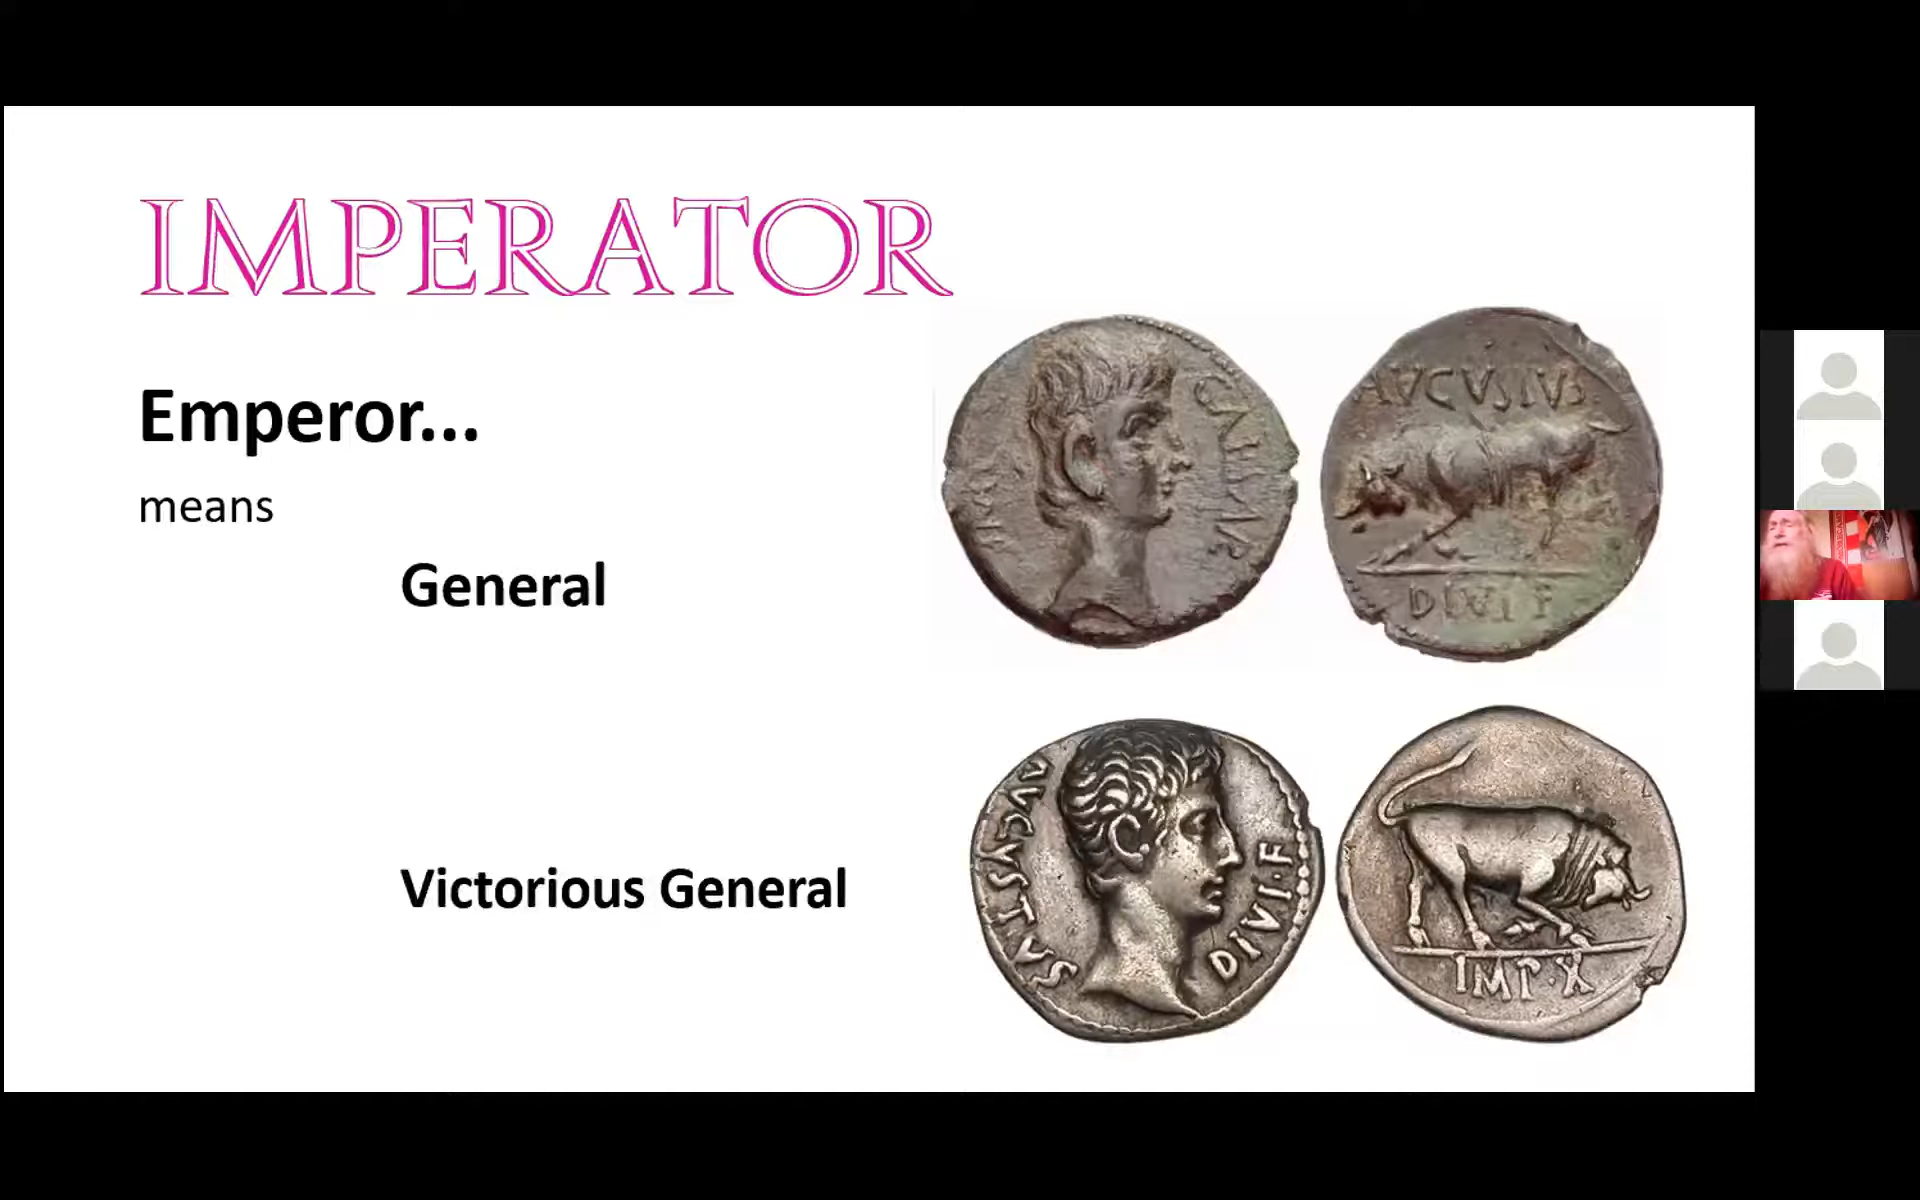 IMPERATOR
Emperor...
means
General
Victorious General
CAESAR
AVGVSTVS
DIVI F
AVGVSTVS
DIVI·F
IMP·X